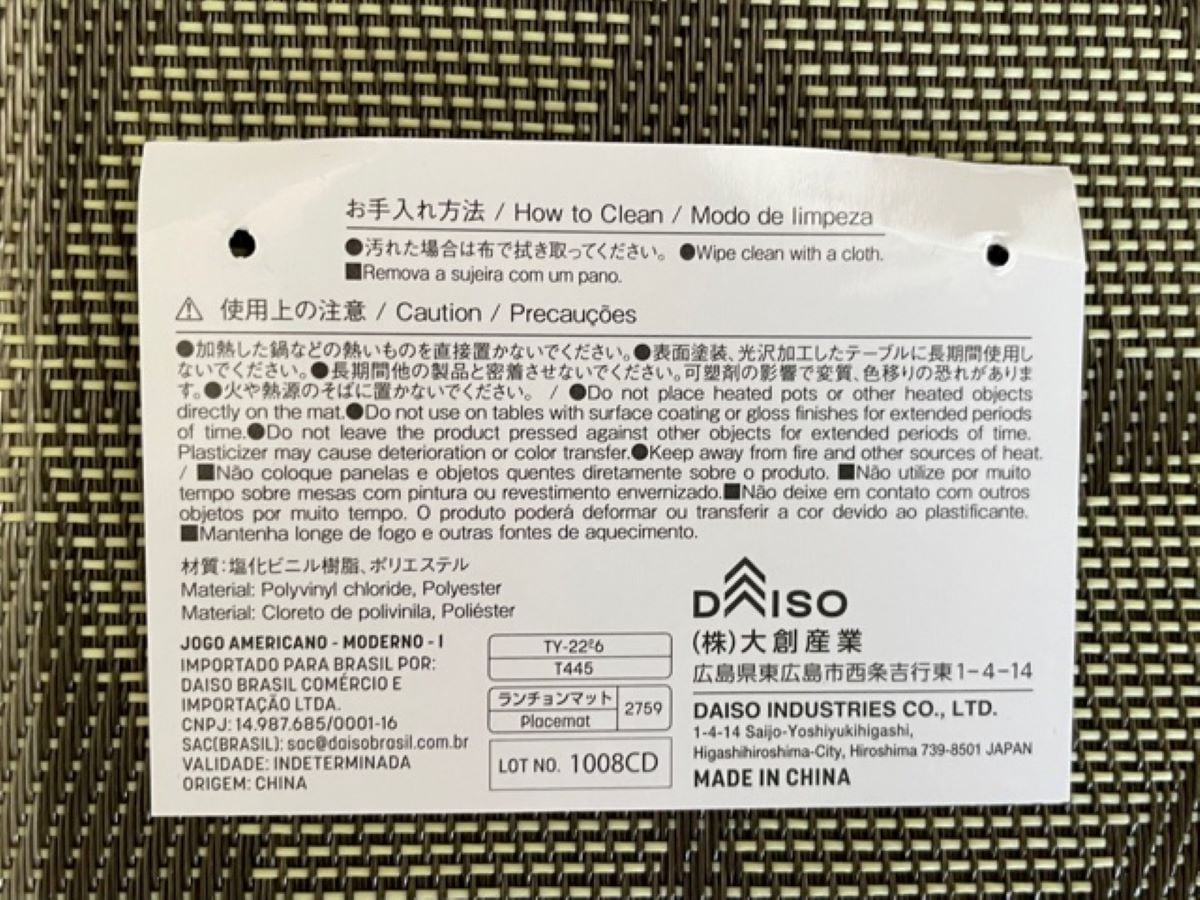 お手入れ方法 / How to Clean / Modo de limpeza
●汚れた場合は布で拭き取ってください。 ●Wipe clean with a cloth.
■Remova a sujeira com um pano.
⚠ 使用上の注意 / Caution / Precauções
●加熱した鍋などの熱いものを直接置かないでください。●表面塗装、光沢加工したテーブルに長期間使用し
ないでください。●長期間他の製品と密着させないでください。可塑剤の影響で変質、色移りの恐れがありま
す。●火や熱源のそばに置かないでください。 / ●Do not place heated pots or other heated objects
directly on the mat.●Do not use on tables with surface coating or gloss finishes for extended periods
of time.●Do not leave the product pressed against other objects for extended periods of time.
Plasticizer may cause deterioration or color transfer.●Keep away from fire and other sources of heat.
/ ■Não coloque panelas e objetos quentes diretamente sobre o produto. ■Não utilize por muito
tempo sobre mesas com pintura ou revestimento envernizado.■Não deixe em contato com outros
objetos por muito tempo. O produto poderá deformar ou transferir a cor devido ao plastificante.
■Mantenha longe de fogo e outras fontes de aquecimento.
材質:塩化ビニル樹脂、ポリエステル
Material: Polyvinyl chloride, Polyester
Material: Cloreto de polivinila, Poliéster
JOGO AMERICANO - MODERNO - I
IMPORTADO PARA BRASIL POR:
DAISO BRASIL COMÉRCIO E
IMPORTAÇÃO LTDA.
CNPJ: 14.987.685/0001-16
SAC(BRASIL): sac@daisobrasil.com.br
VALIDADE: INDETERMINADA
ORIGEM: CHINA
TY-22²6
T445
ランチョンマット
Placemat
2759
LOT NO. 1008CD
DAISO
(株)大創産業
広島県東広島市西条吉行東1-4-14
DAISO INDUSTRIES CO., LTD.
1-4-14 Saijo-Yoshiyukihigashi,
Higashihiroshima-City, Hiroshima 739-8501 JAPAN
MADE IN CHINA